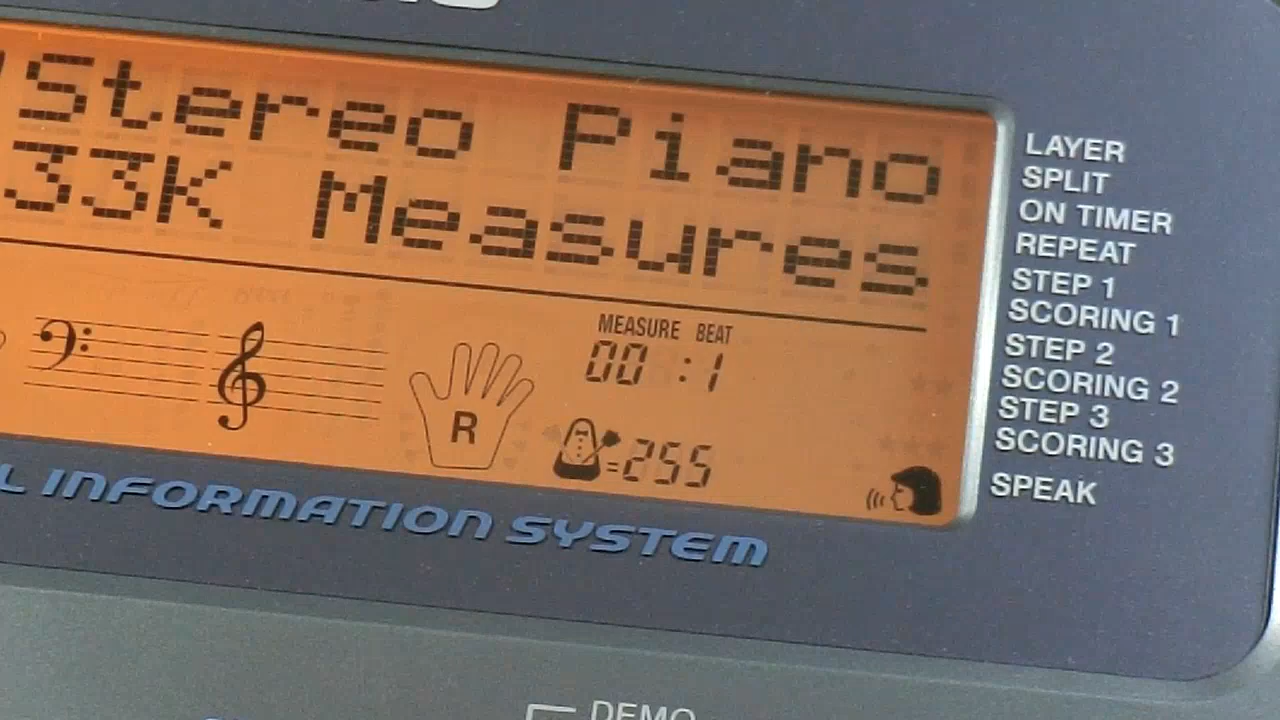 Stereo Piano
33K Measures
MEASURE BEAT
00 :1
R
=255
LAYER
SPLIT
ON TIMER
REPEAT
STEP 1
SCORING 1
STEP 2
SCORING 2
STEP 3
SCORING 3
SPEAK
L INFORMATION SYSTEM
DEMO